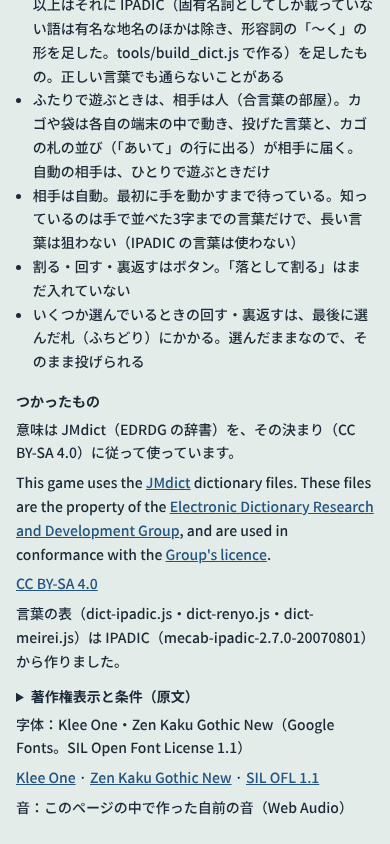 以上はそれに IPADIC（固有名詞としてしか載っていな
い語は有名な地名のほかは除き、形容詞の「〜く」の
形を足した。tools/build_dict.js で作る）を足したも
の。正しい言葉でも通らないことがある
• ふたりで遊ぶときは、相手は人（合言葉の部屋）。カ
ゴや袋は各自の端末の中で動き、投げた言葉と、カゴ
の札の並び（「あいて」の行に出る）が相手に届く。
自動の相手は、ひとりで遊ぶときだけ
• 相手は自動。最初に手を動かすまで待っている。知っ
ているのは手で並べた3字までの言葉だけで、長い言
葉は狙わない（IPADIC の言葉は使わない）
• 割る・回す・裏返すはボタン。「落として割る」はま
だ入れていない
• いくつか選んでいるときの回す・裏返すは、最後に選
んだ札（ふちどり）にかかる。選んだままなので、そ
のまま投げられる
つかったもの
意味は JMdict（EDRDG の辞書）を、その決まり（CC
BY-SA 4.0）に従って使っています。
This game uses the JMdict dictionary files. These files
are the property of the Electronic Dictionary Research
and Development Group, and are used in
conformance with the Group's licence.
CC BY-SA 4.0
言葉の表（dict-ipadic.js・dict-renyo.js・dict-
meirei.js）は IPADIC（mecab-ipadic-2.7.0-20070801）
から作りました。
▶ 著作権表示と条件（原文）
字体：Klee One・Zen Kaku Gothic New（Google
Fonts。SIL Open Font License 1.1）
Klee One · Zen Kaku Gothic New · SIL OFL 1.1
音：このページの中で作った自前の音（Web Audio）